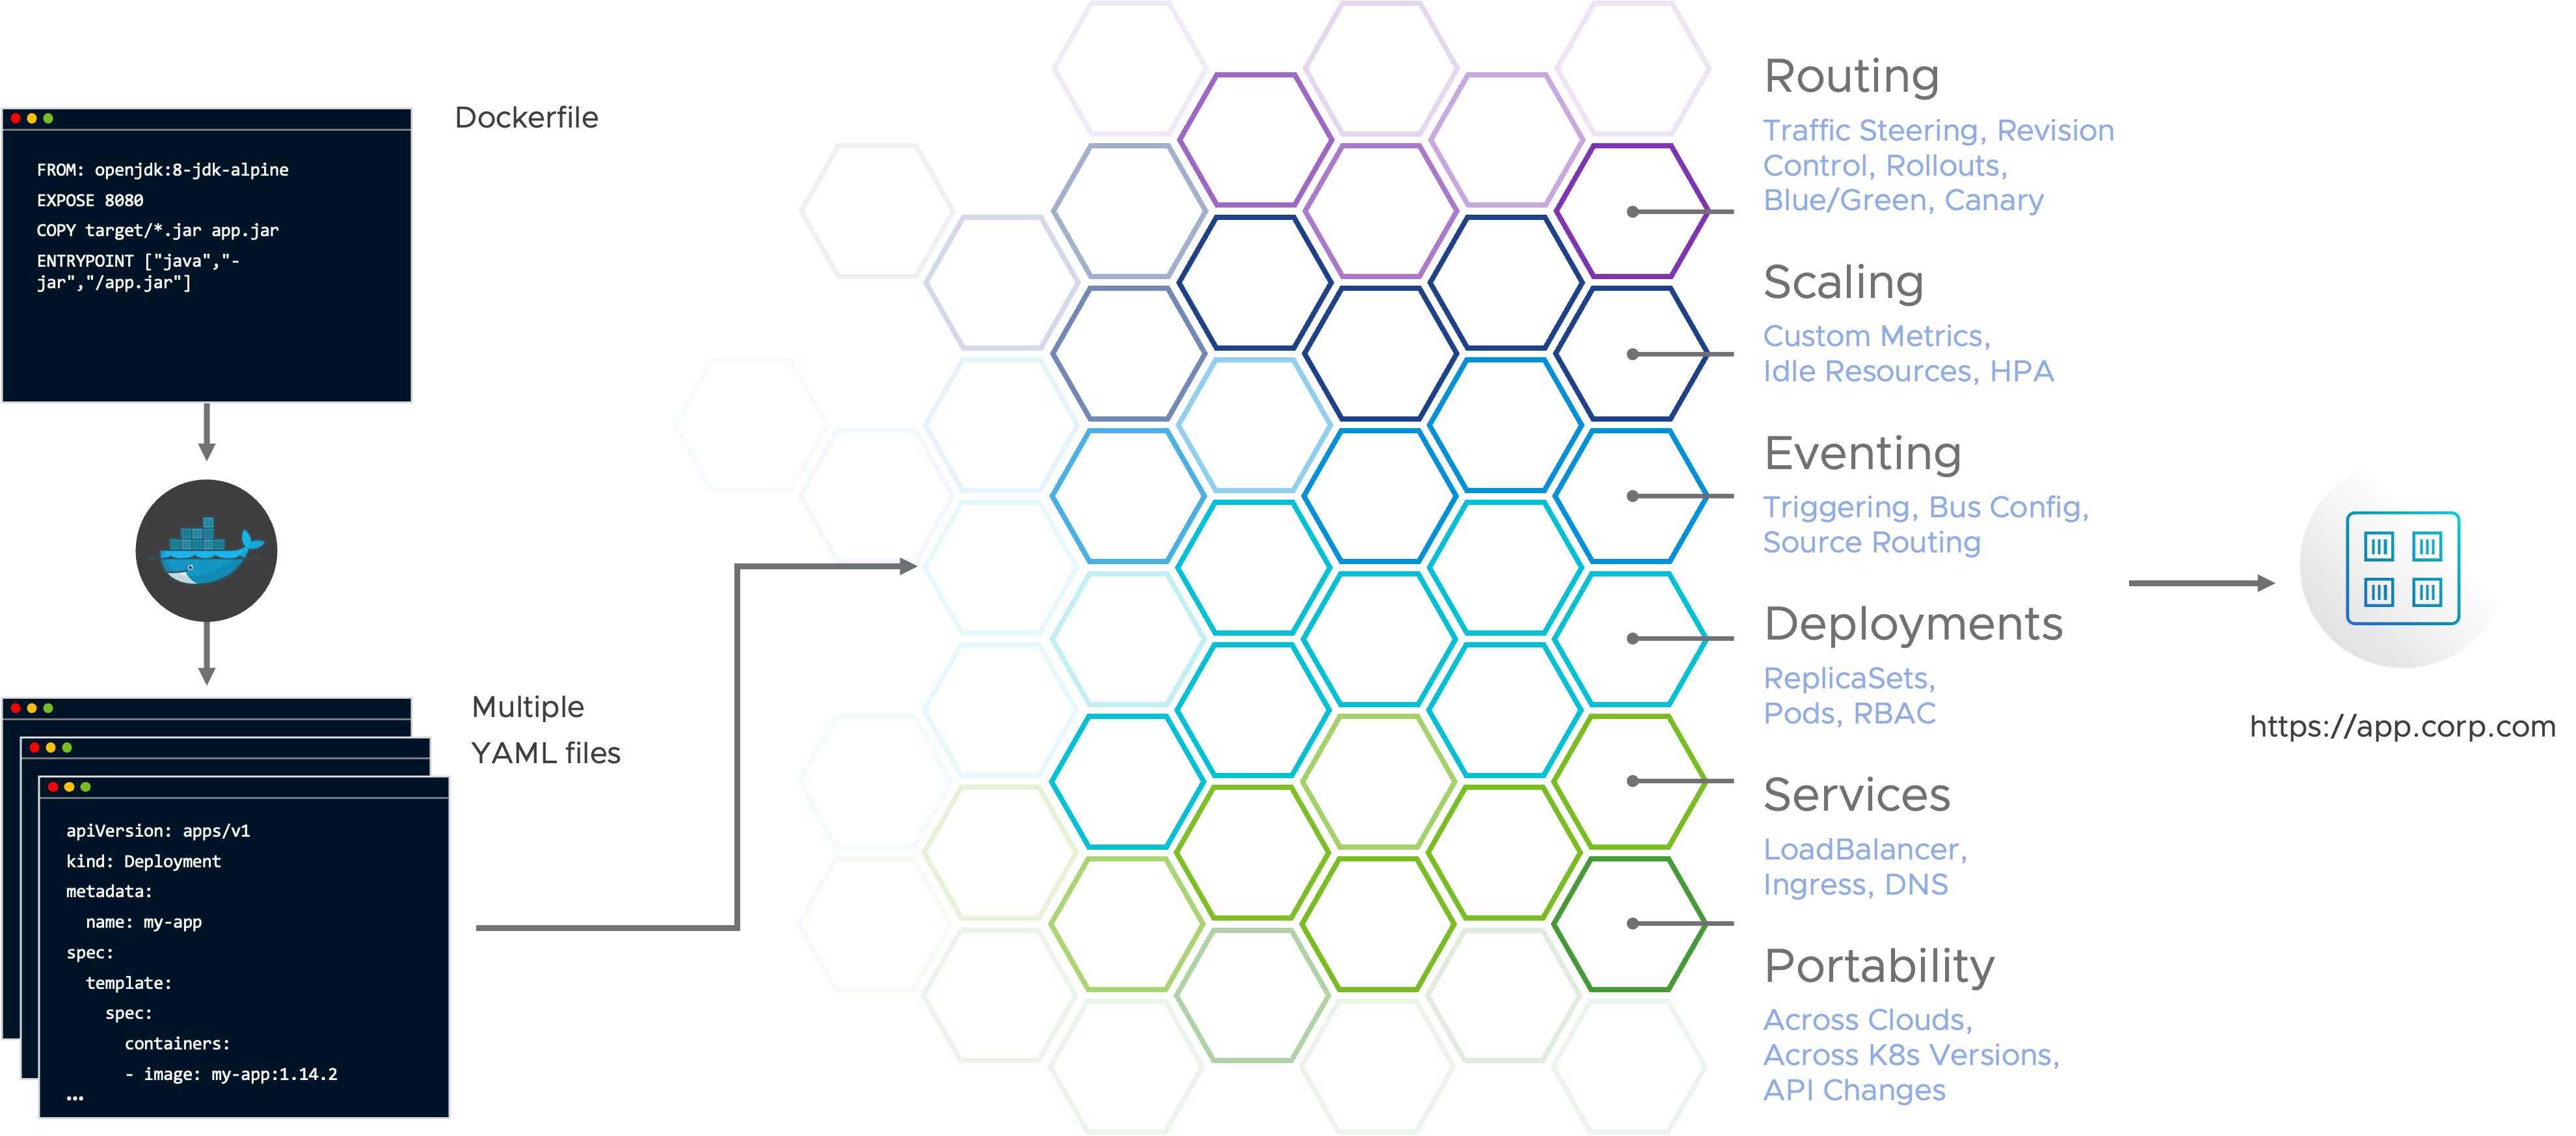 Dockerfile
FROM: openjdk:8-jdk-alpine
EXPOSE 8080
COPY target/*.jar app.jar
ENTRYPOINT ["java","-
jar","/app.jar"]
Multiple
YAML files
apiVersion: apps/v1
kind: Deployment
metadata:
  name: my-app
spec:
  template:
    spec:
      containers:
      - image: my-app:1.14.2
...
Routing
Traffic Steering, Revision
Control, Rollouts,
Blue/Green, Canary
Scaling
Custom Metrics,
Idle Resources, HPA
Eventing
Triggering, Bus Config,
Source Routing
Deployments
ReplicaSets,
Pods, RBAC
Services
LoadBalancer,
Ingress, DNS
Portability
Across Clouds,
Across K8s Versions,
API Changes
https://app.corp.com